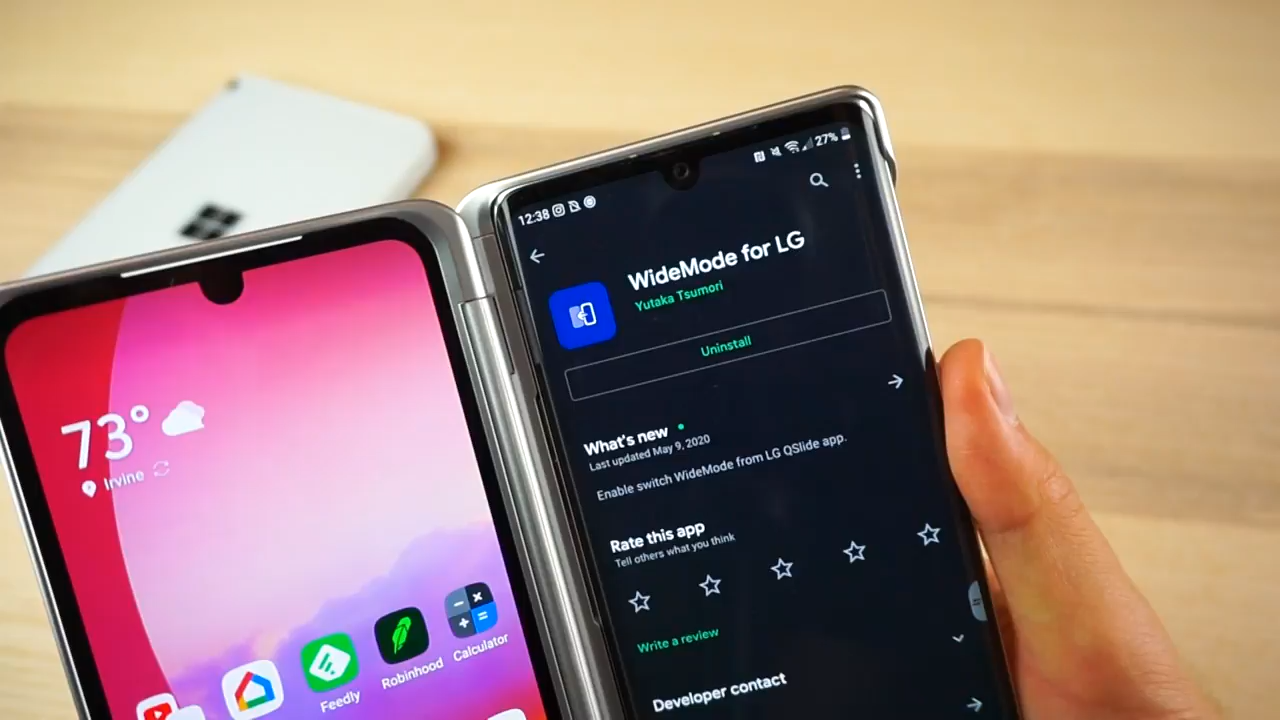 12:38
27%
WideMode for LG
Yutaka Tsumori
Uninstall
What's new
Last updated May 9, 2020
Enable switch WideMode from LG QSlide app.
Rate this app
Tell others what you think
Write a review
Developer contact
73°
Irvine
Feedly
Robinhood
Calculator